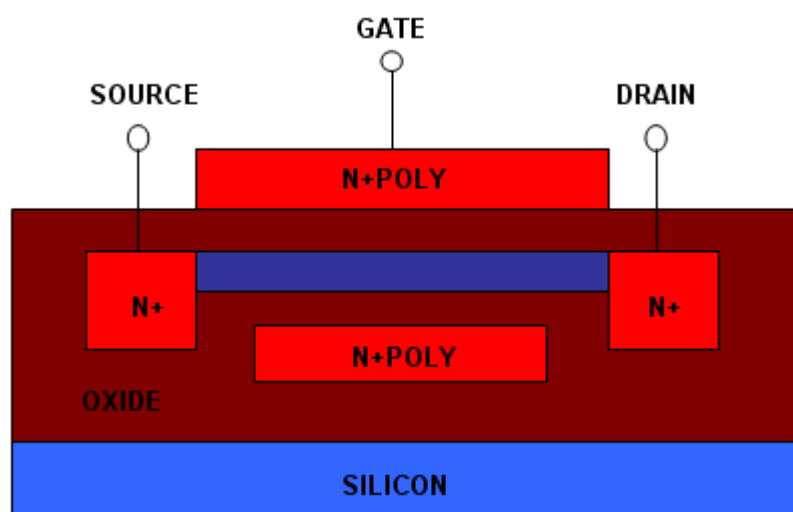 GATE
SOURCE
DRAIN
N+POLY
N+
N+
N+POLY
OXIDE
SILICON